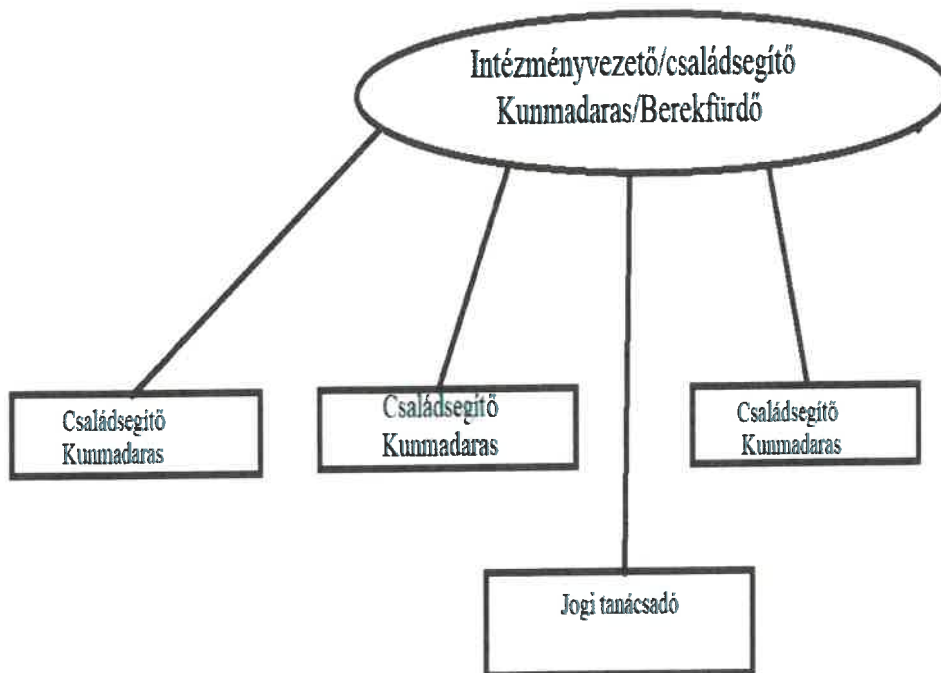 Intézményvezető/családsegítő
Kunmadaras/Berekfürdő
Családsegítő
Kunmadaras
Családsegítő
Kunmadaras
Családsegítő
Kunmadaras
Jogi tanácsadó